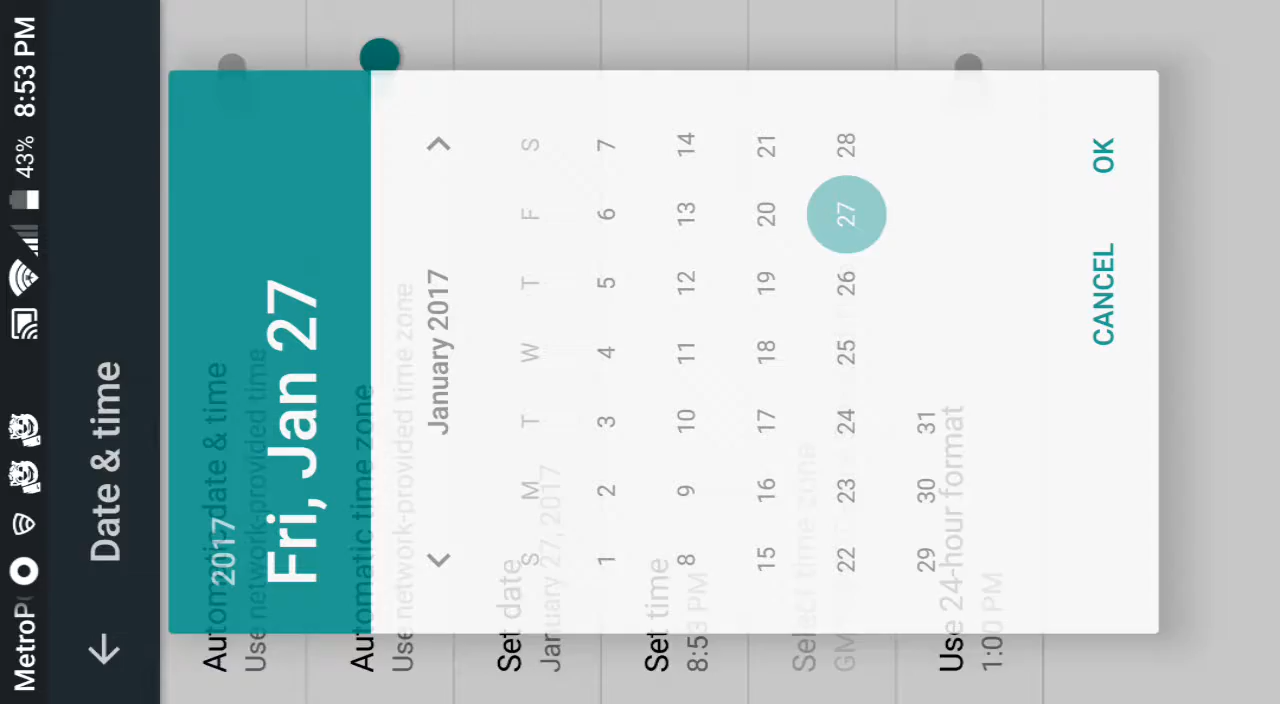 MetroP
43% 8:53 PM
Date & time
Automatic date & time
Use network-provided time
Automatic time zone
Use network-provided time zone
Set date
January 27, 2017
Set time
8:53 PM
Select time zone
GM
Use 24-hour format
1:00 PM
2017
Fri, Jan 27
January 2017
S M T W T F S
1 2 3 4 5 6 7
8 9 10 11 12 13 14
15 16 17 18 19 20 21
22 23 24 25 26 27 28
29 30 31
CANCEL OK